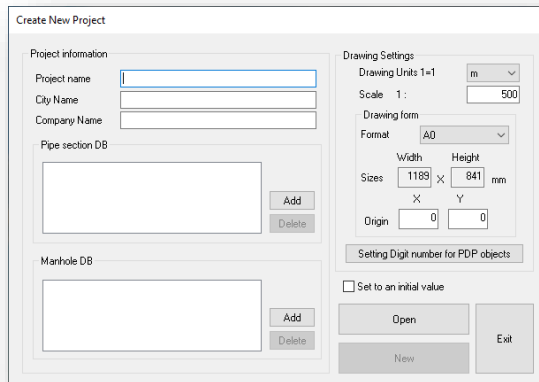 Create New Project
Project information
Project name
City Name
Company Name
Pipe section DB
Add
Delete
Manhole DB
Add
Delete
Drawing Settings
Drawing Units 1=1 m
Scale 1 : 500
Drawing form
Format A0
Width Height
Sizes 1189 X 841 mm
X Y
Origin 0 0
Setting Digit number for PDP objects
Set to an initial value
Open
New
Exit